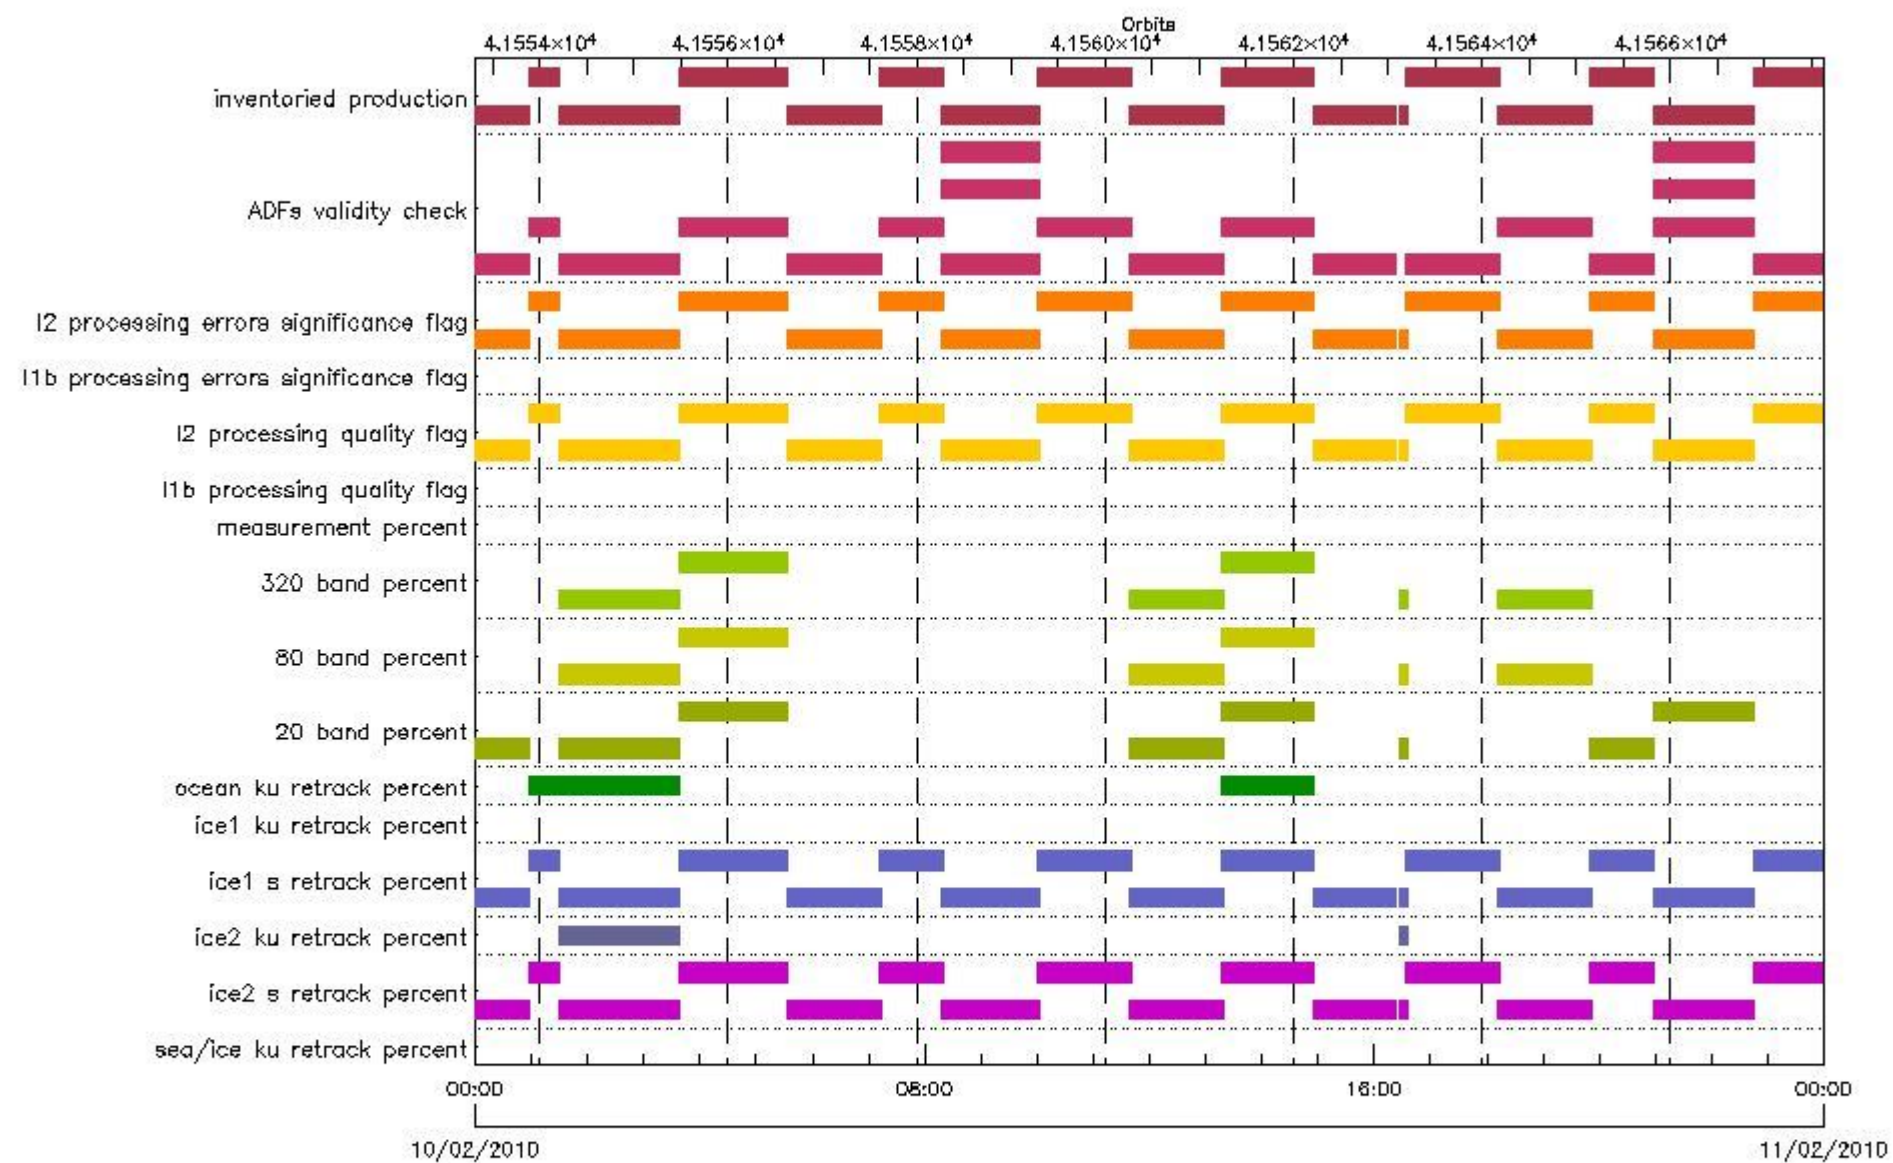 Orbits
4.1554×10⁴ 4.1556×10⁴ 4.1558×10⁴ 4.1560×10⁴ 4.1562×10⁴ 4.1564×10⁴ 4.1566×10⁴
inventoried production
ADFs validity check
l2 processing errors significance flag
l1b processing errors significance flag
l2 processing quality flag
l1b processing quality flag
measurement percent
320 band percent
80 band percent
20 band percent
ocean ku retrack percent
ice1 ku retrack percent
ice1 s retrack percent
ice2 ku retrack percent
ice2 s retrack percent
sea/ice ku retrack percent
00:00 08:00 16:00 00:00
10/02/2010 11/02/2010